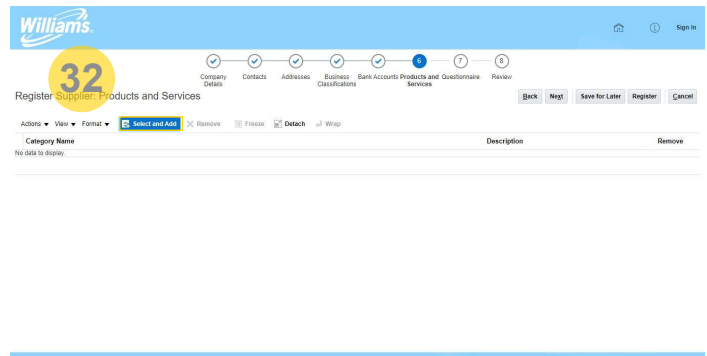 Williams.
Sign In
32
6
7
8
Company Details
Contacts
Addresses
Business Classifications
Bank Accounts
Products and Services
Questionnaire
Review
Register Supplier: Products and Services
Back
Next
Save for Later
Register
Cancel
Actions
View
Format
Select and Add
Remove
Freeze
Detach
Wrap
Category Name
Description
Remove
No data to display.